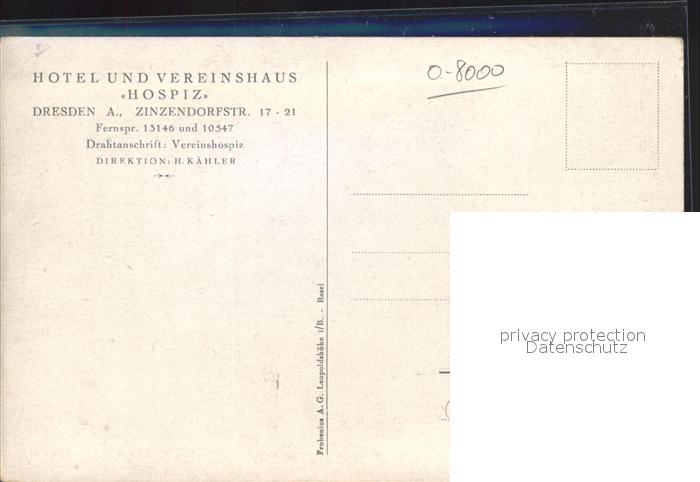 HOTEL UND VEREINSHAUS
«HOSPIZ»
DRESDEN A., ZINZENDORFSTR. 17 - 21
Fernspr. 13146 und 10547
Drahtanschrift: Vereinshospiz
DIREKTION: H. KÄHLER
Frobenius A. G. Leopoldshöhe i/B. - Basel
0-8000
privacy protection
Datenschutz